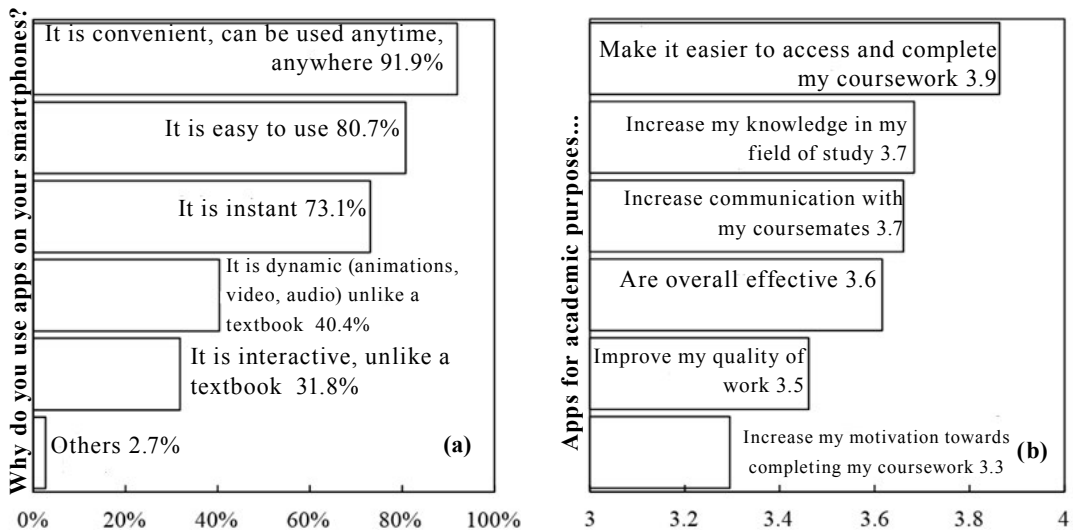 Why do you use apps on your smartphones?
It is convenient, can be used anytime,
anywhere 91.9%
It is easy to use 80.7%
It is instant 73.1%
It is dynamic (animations,
video, audio) unlike a
textbook 40.4%
It is interactive, unlike a
textbook 31.8%
Others 2.7%
(a)
0% 20% 40% 60% 80% 100%
Apps for academic purposes...
Make it easier to access and complete
my coursework 3.9
Increase my knowledge in my
field of study 3.7
Increase communication with
my coursemates 3.7
Are overall effective 3.6
Improve my quality of
work 3.5
Increase my motivation towards
completing my coursework 3.3
(b)
3 3.2 3.4 3.6 3.8 4